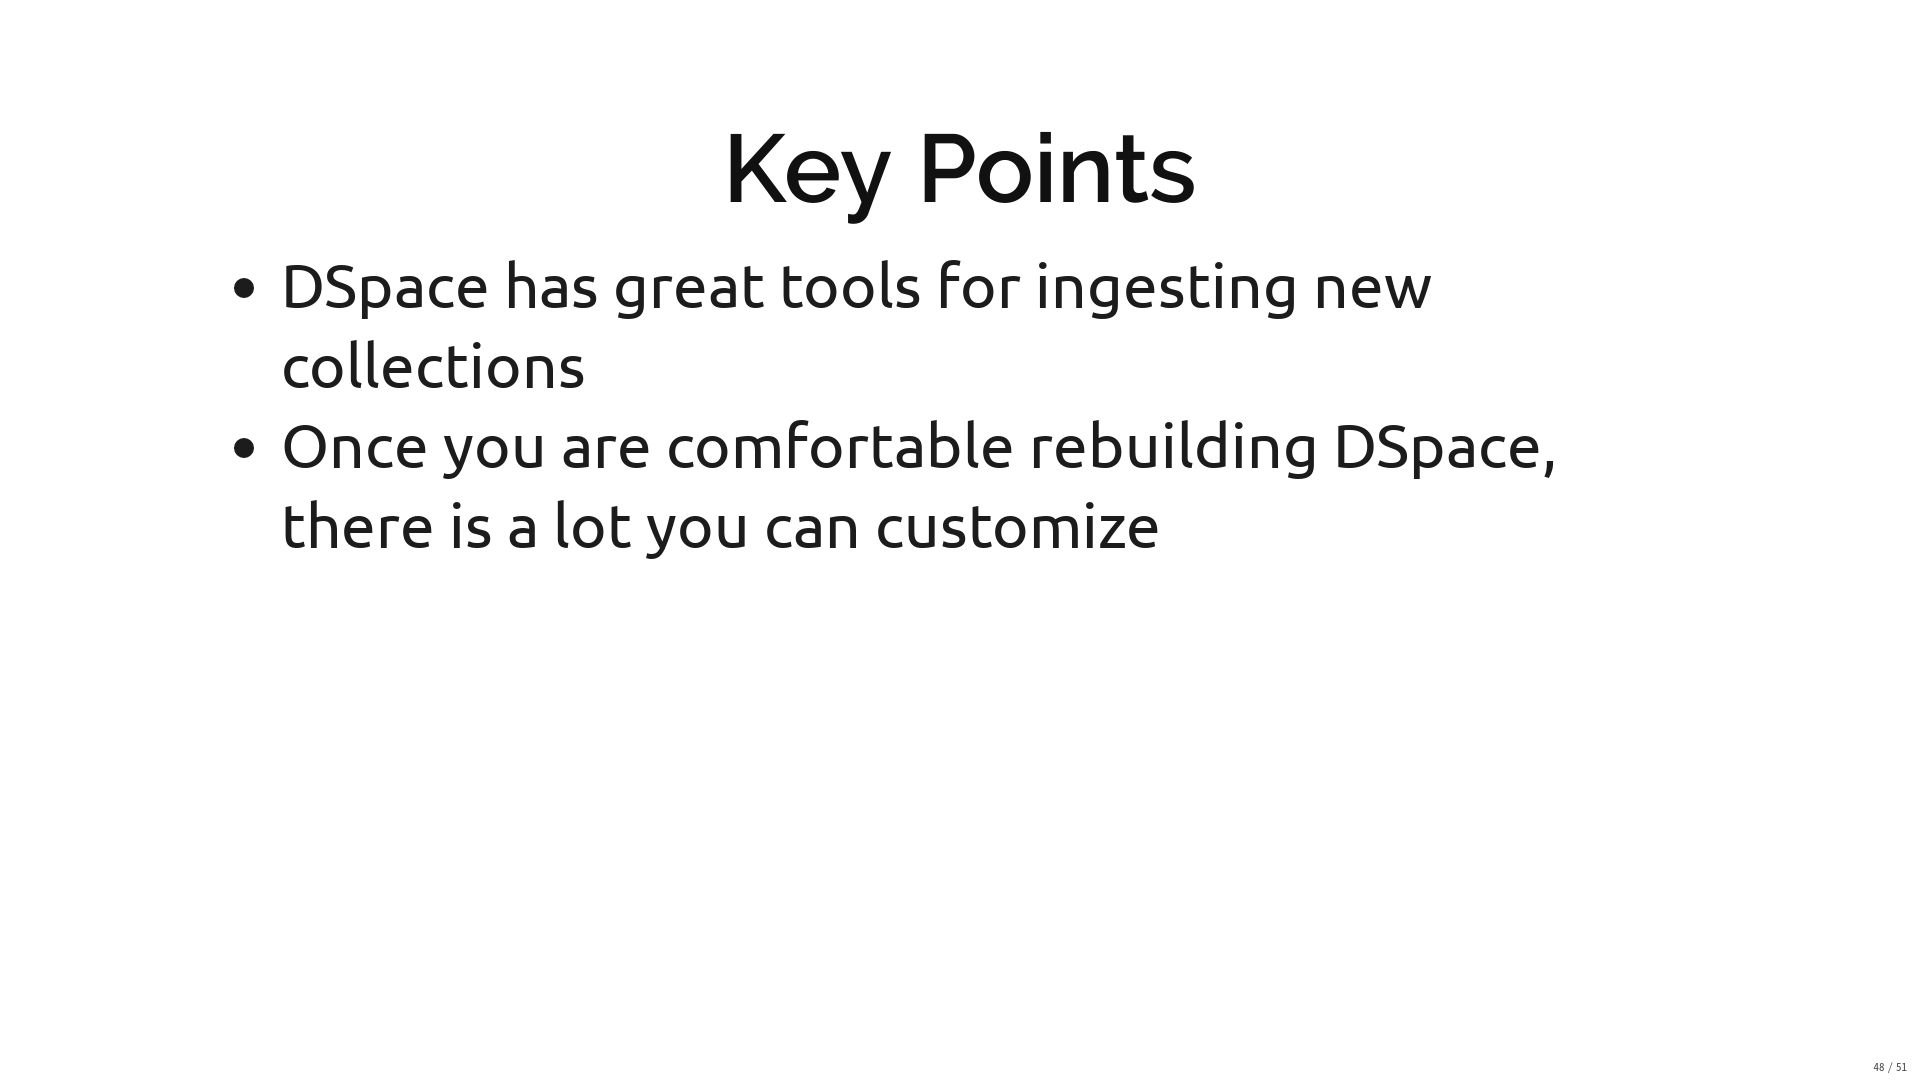 Key Points
• DSpace has great tools for ingesting new
collections
• Once you are comfortable rebuilding DSpace,
there is a lot you can customize
48 / 51